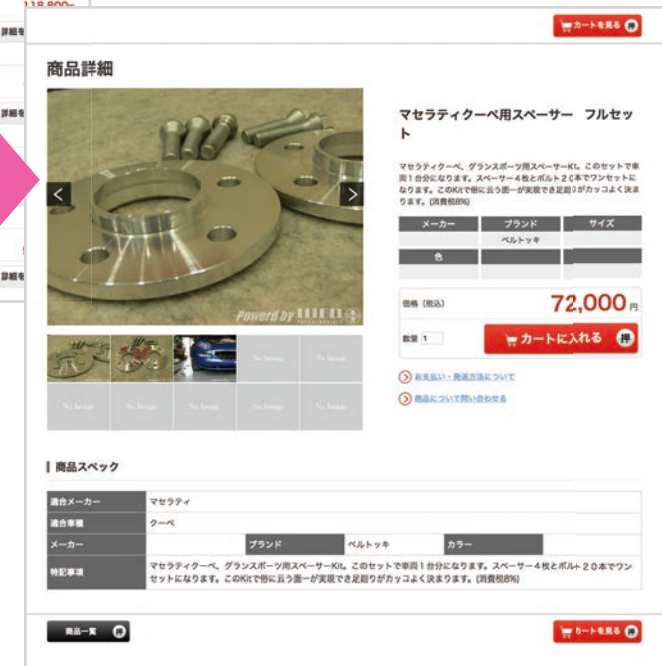 118,800
詳細を
詳細を
詳細を
カートを見る 押
商品詳細
マセラティクーペ用スペーサー フルセッ
ト
マセラティクーペ、グランスポーツ用スペーサーKit。このセットで車
両1台分になります。スペーサー４枚とボルト２０本でワンセットに
なります。このKitで俗に云う面一が実現でき足廻りがカッコよく決ま
ります。(消費税8%)
メーカー ブランド サイズ
ベルトッキ
色
価格（税込） 72,000 円
数量 1 カートに入れる 押
お支払い・発送方法について
商品について問い合わせる
Powerd by
No Image No Image
No Image No Image No Image No Image No Image
商品スペック
適合メーカー マセラティ
適合車種 クーペ
メーカー ブランド ベルトッキ カラー
特記事項 マセラティクーペ、グランスポーツ用スペーサーKit。このセットで車両１台分になります。スペーサー４枚とボルト２０本でワン
セットになります。このKitで俗に云う面一が実現でき足廻りがカッコよく決まります。(消費税8%)
商品一覧 押 カートを見る 押